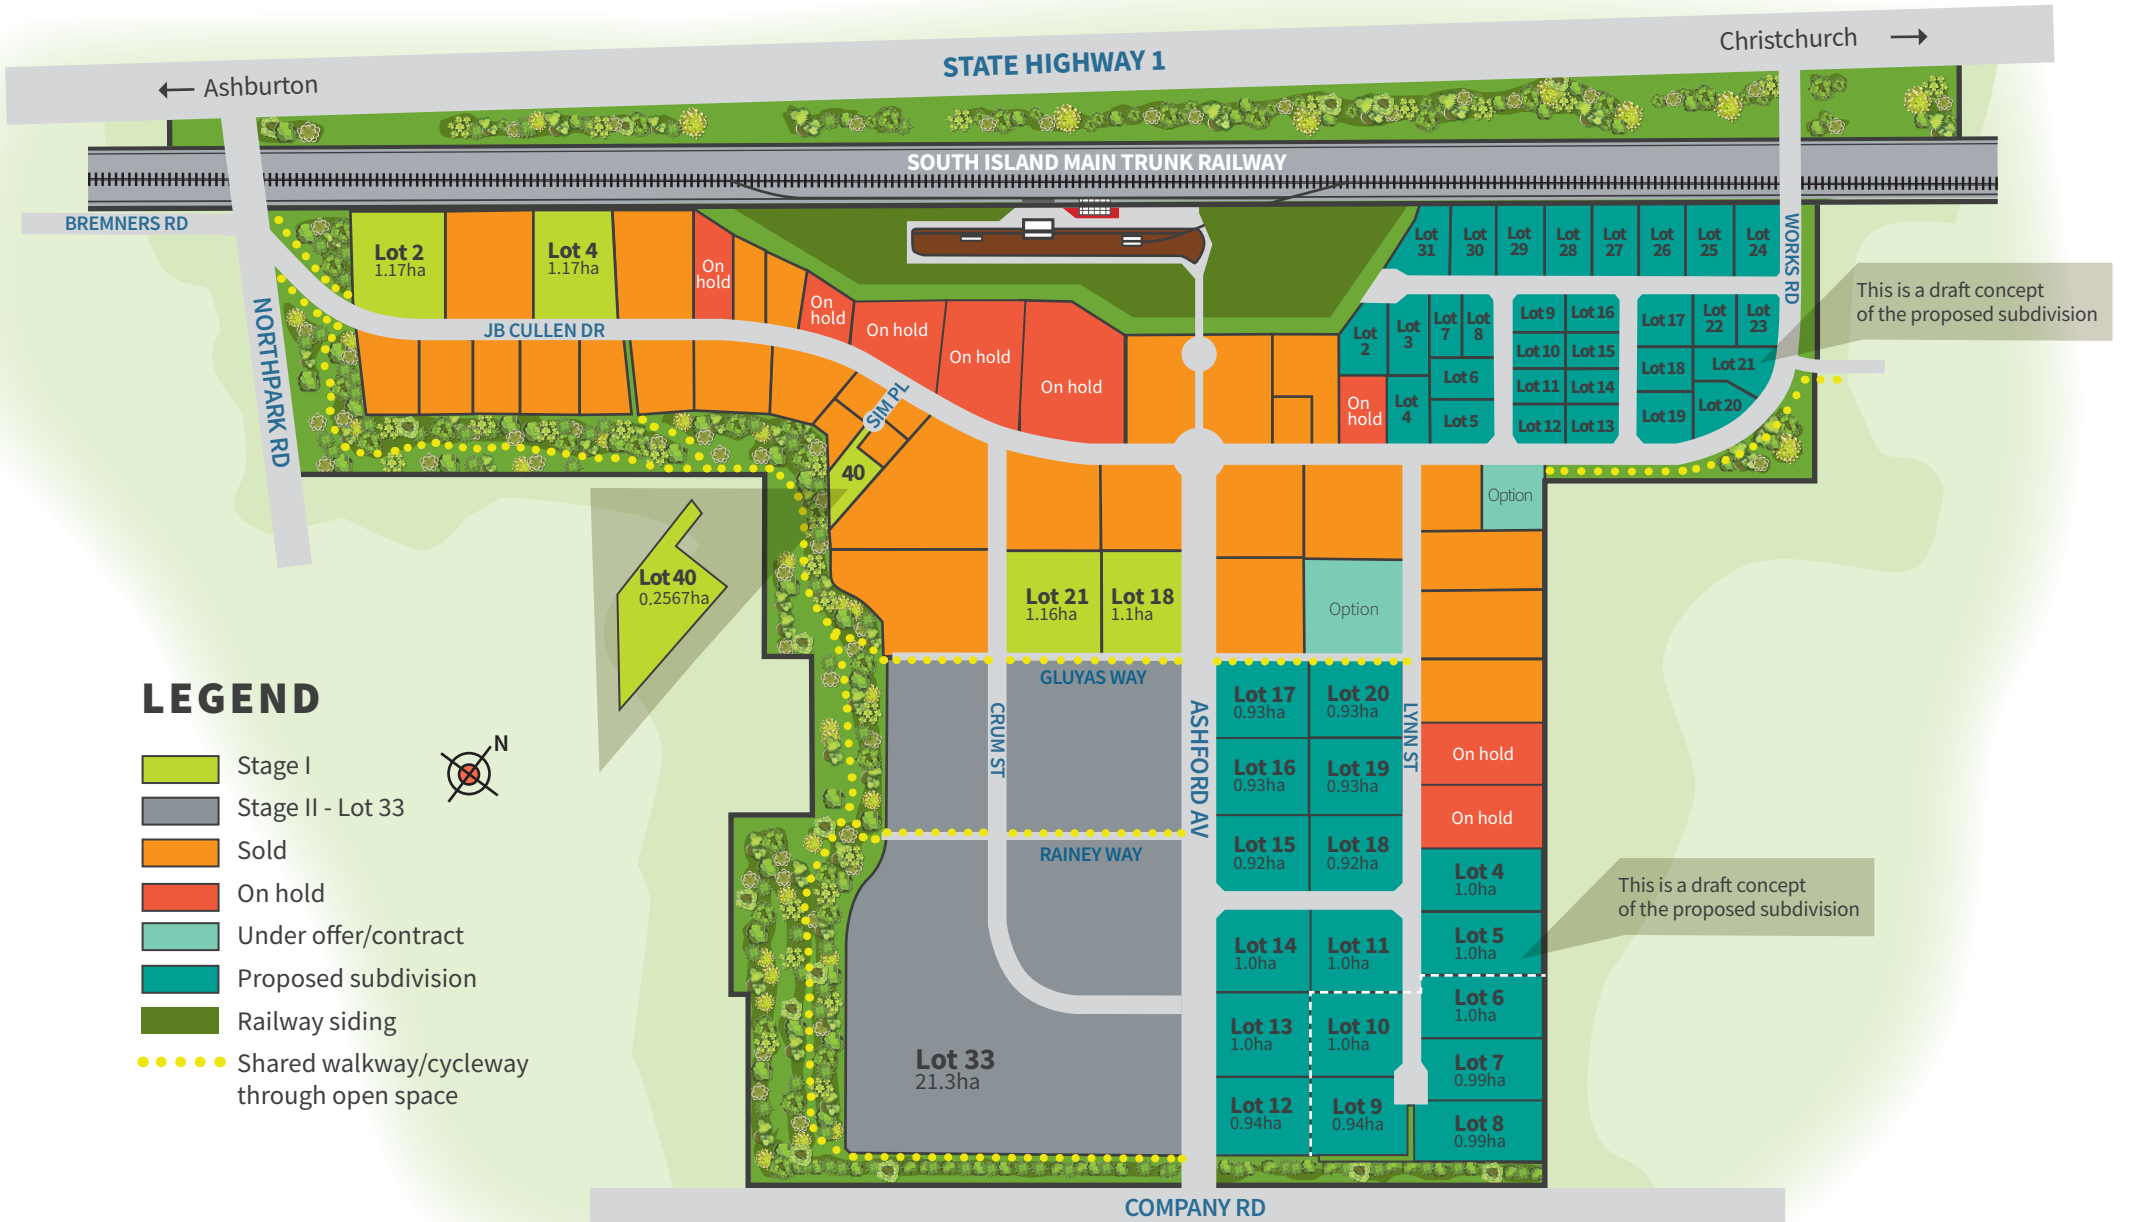 Christchurch
STATE HIGHWAY 1
Ashburton
SOUTH ISLAND MAIN TRUNK RAILWAY
BREMNERS RD
NORTHPARK RD
JB CULLEN DR
SIM PL
WORKS RD
Lot 2
1.17ha
Lot 4
1.17ha
On
hold
On
hold
On hold
On hold
On hold
Lot
31
Lot
30
Lot
29
Lot
28
Lot
27
Lot
26
Lot
25
Lot
24
This is a draft concept
of the proposed subdivision
Lot
2
Lot
3
Lot
7
Lot
8
Lot 9
Lot 16
Lot 17
Lot
22
Lot
23
Lot 10
Lot 15
Lot 6
Lot 18
Lot 21
Lot 11
Lot 14
On
hold
Lot
4
Lot 5
Lot 12
Lot 13
Lot 19
Lot 20
40
Option
Lot 40
0.2567ha
Lot 21
1.16ha
Lot 18
1.1ha
Option
GLUYAS WAY
CRUM ST
ASHFORD AV
LYNN ST
RAINEY WAY
Lot 17
0.93ha
Lot 20
0.93ha
Lot 16
0.93ha
Lot 19
0.93ha
Lot 15
0.92ha
Lot 18
0.92ha
On hold
On hold
Lot 4
1.0ha
Lot 5
1.0ha
This is a draft concept
of the proposed subdivision
Lot 14
1.0ha
Lot 11
1.0ha
Lot 6
1.0ha
Lot 13
1.0ha
Lot 10
1.0ha
Lot 7
0.99ha
Lot 12
0.94ha
Lot 9
0.94ha
Lot 8
0.99ha
Lot 33
21.3ha
COMPANY RD
LEGEND
N
Stage I
Stage II - Lot 33
Sold
On hold
Under offer/contract
Proposed subdivision
Railway siding
Shared walkway/cycleway
through open space